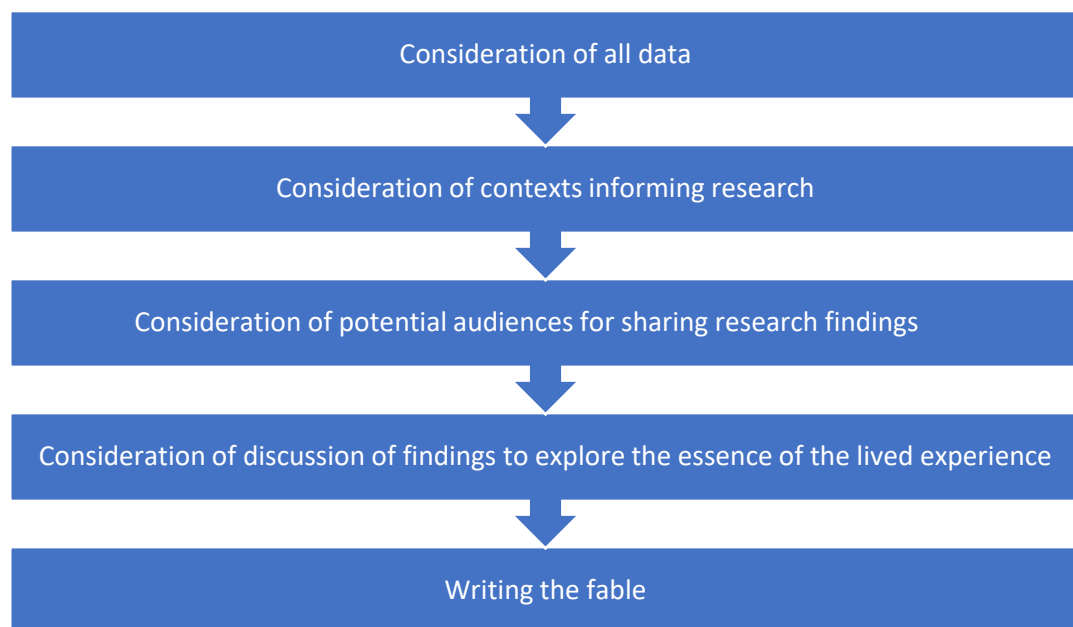 Consideration of all data
Consideration of contexts informing research
Consideration of potential audiences for sharing research findings
Consideration of discussion of findings to explore the essence of the lived experience
Writing the fable